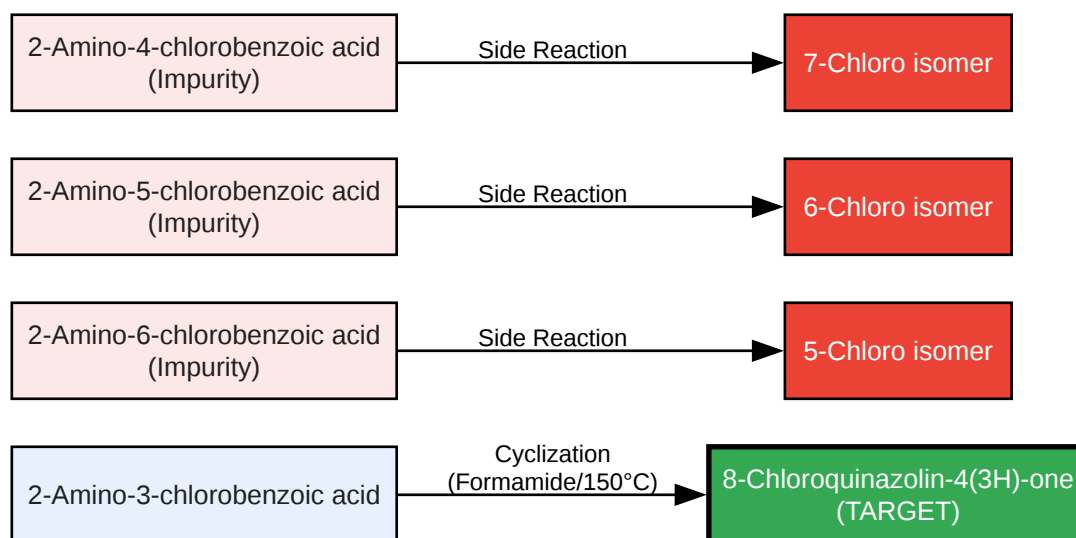 2-Amino-4-chlorobenzoic acid
(Impurity)
Side Reaction
7-Chloro isomer
2-Amino-5-chlorobenzoic acid
(Impurity)
Side Reaction
6-Chloro isomer
2-Amino-6-chlorobenzoic acid
(Impurity)
Side Reaction
5-Chloro isomer
2-Amino-3-chlorobenzoic acid
Cyclization
(Formamide/150°C)
8-Chloroquinazolin-4(3H)-one
(TARGET)